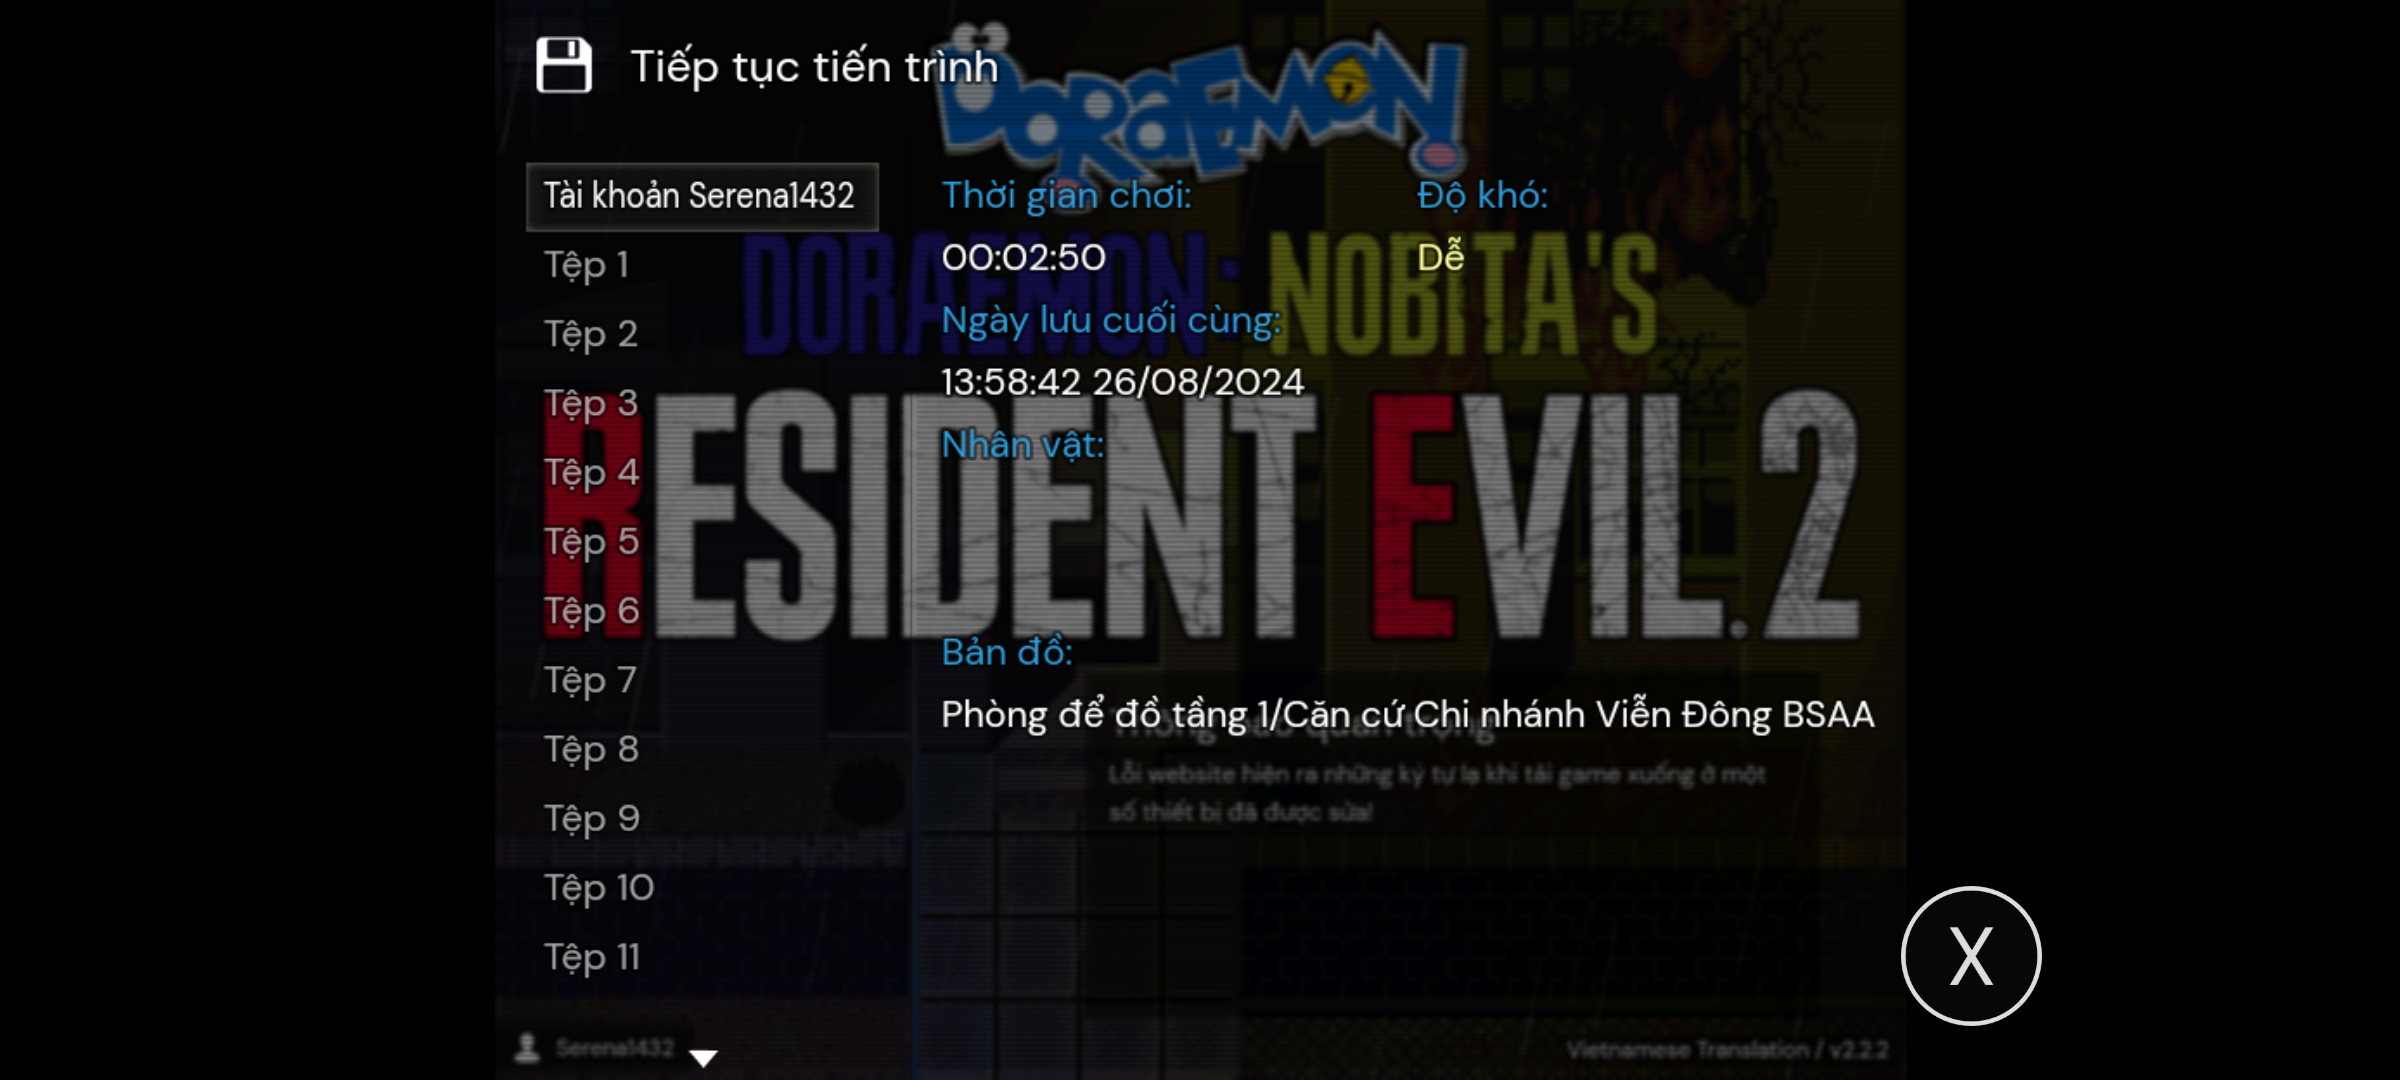 Tiếp tục tiến trình
DORAEMON
Tài khoản Serena1432
Tệp 1
Tệp 2
Tệp 3
Tệp 4
Tệp 5
Tệp 6
Tệp 7
Tệp 8
Tệp 9
Tệp 10
Tệp 11
Thời gian chơi:
00:02:50
Độ khó:
Dễ
DORAEMON: NOBITA'S
Ngày lưu cuối cùng:
13:58:42 26/08/2024
RESIDENT EVIL.2
Nhân vật:
Bản đồ:
Phòng để đồ tầng 1/Căn cứ Chi nhánh Viễn Đông BSAA
Thông báo quan trọng
Lỗi website hiện ra những ký tự lạ khi tải game xuống ở một
số thiết bị đã được sửa!
X
Serena1432
Vietnamese Translation / v2.2.2